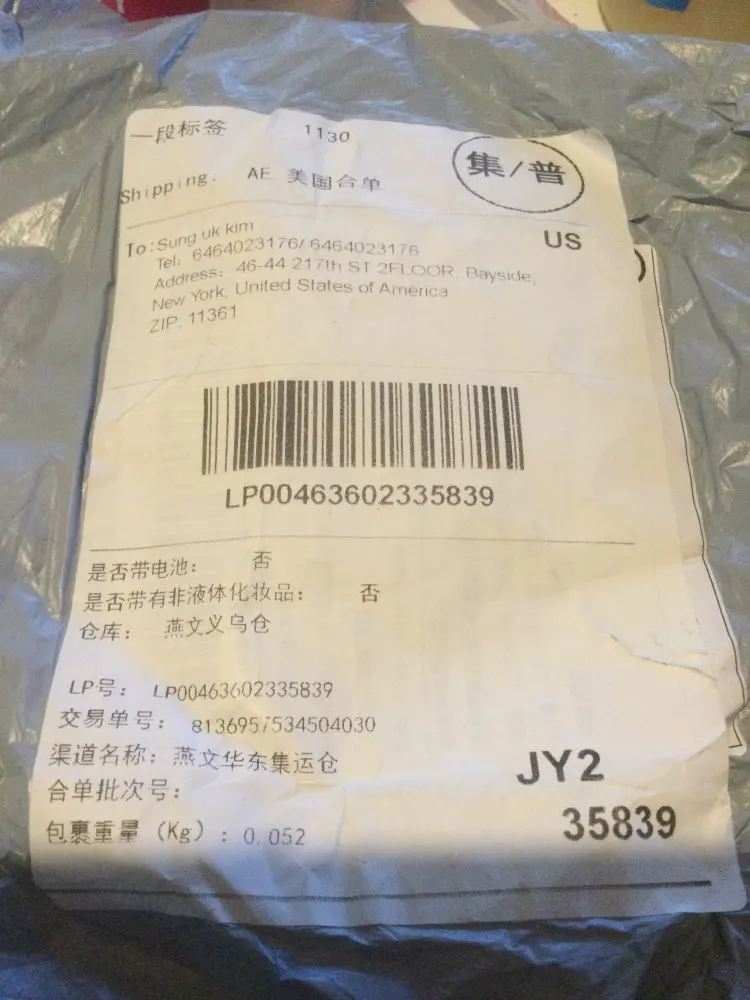 一段标签 1130
集/普
Shipping: AE 美国合单
US
To: Sung uk kim
Tel: 6464023176/ 6464023176
Address: 46-44 217th ST 2FLOOR, Bayside,
New York, United States of America
ZIP: 11361
LP00463602335839
是否带电池: 否
是否带有非液体化妆品: 否
仓库: 燕文义乌仓
LP号: LP00463602335839
交易单号: 8136957534504030
渠道名称: 燕文华东集运仓
JY2
合单批次号:
35839
包裹重量 (Kg) : 0.052